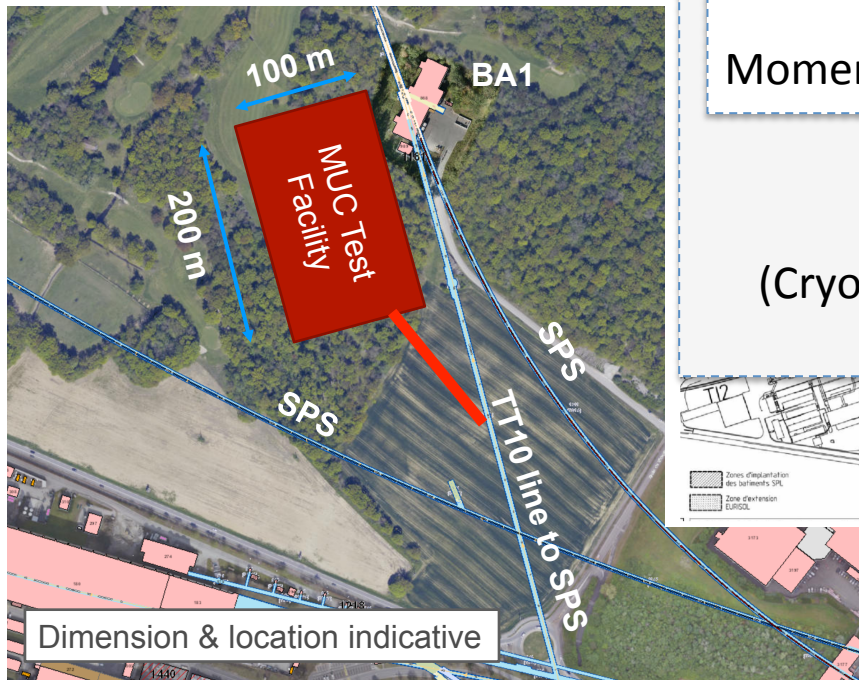 100 m
BA1
MUC Test
Facility
200 m
SPS
SPS
TT10 line to SPS
Dimension & location indicative
Momen
(Cryo
TI2
Zones d'implantation
des batiments SPL
Zone d'extension
EURISOL